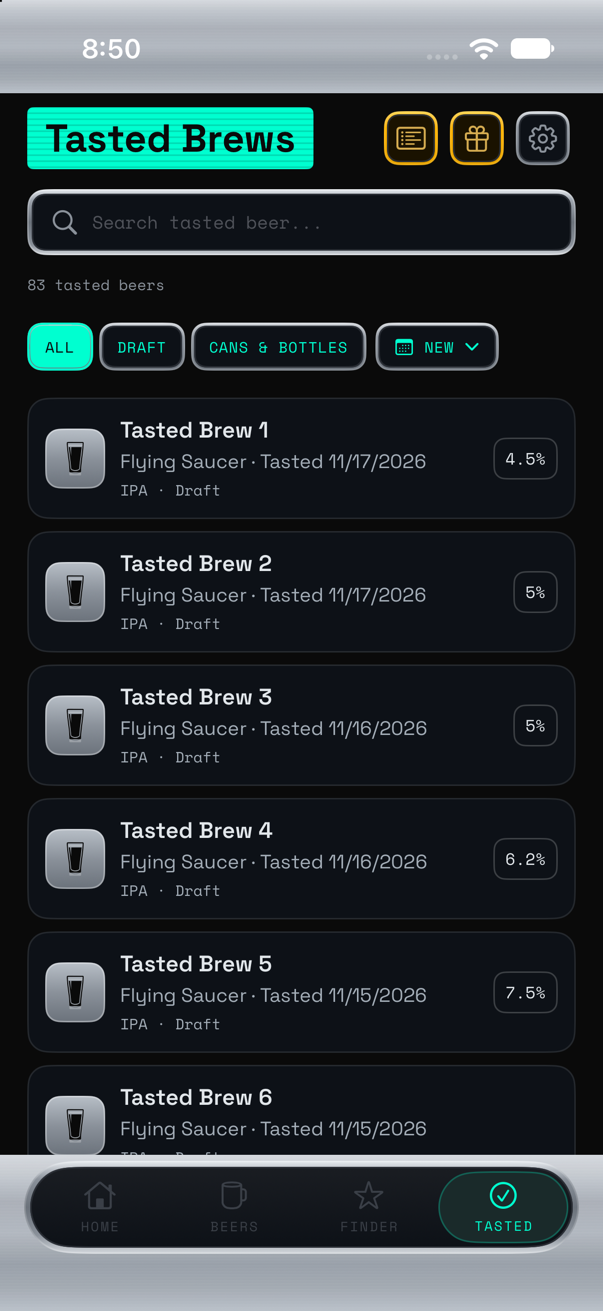 8:50
Tasted Brews
Search tasted beer...
83 tasted beers
ALL
DRAFT
CANS & BOTTLES
NEW
Tasted Brew 1
Flying Saucer · Tasted 11/17/2026
IPA · Draft
4.5%
Tasted Brew 2
Flying Saucer · Tasted 11/17/2026
IPA · Draft
5%
Tasted Brew 3
Flying Saucer · Tasted 11/16/2026
IPA · Draft
5%
Tasted Brew 4
Flying Saucer · Tasted 11/16/2026
IPA · Draft
6.2%
Tasted Brew 5
Flying Saucer · Tasted 11/15/2026
IPA · Draft
7.5%
Tasted Brew 6
Flying Saucer · Tasted 11/15/2026
HOME
BEERS
FINDER
TASTED